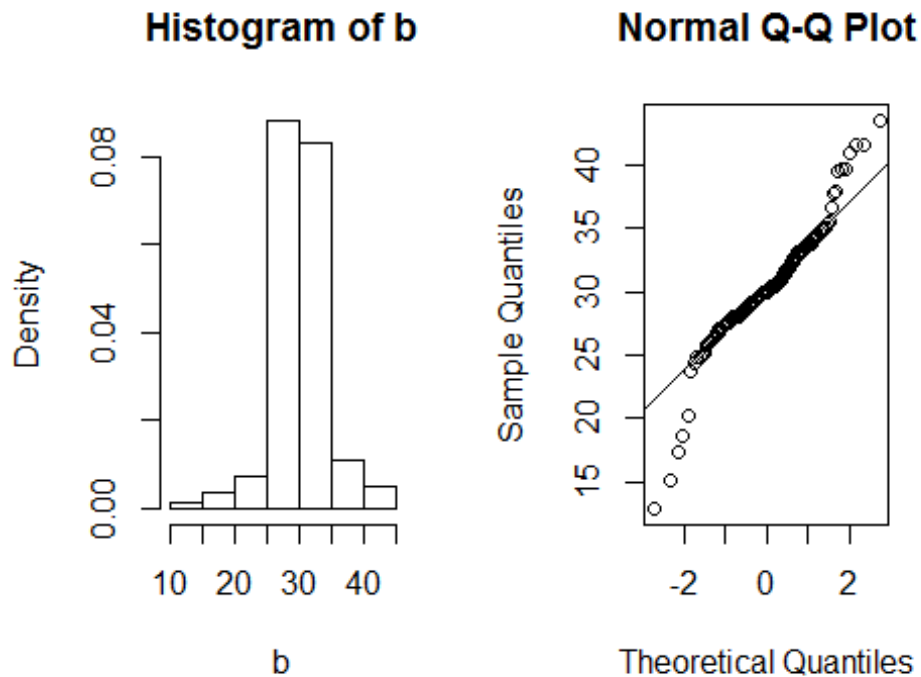 Histogram of b
Density
0.00 0.04 0.08
10 20 30 40
b
Normal Q-Q Plot
Sample Quantiles
15 20 25 30 35 40
-2 0 2
Theoretical Quantiles